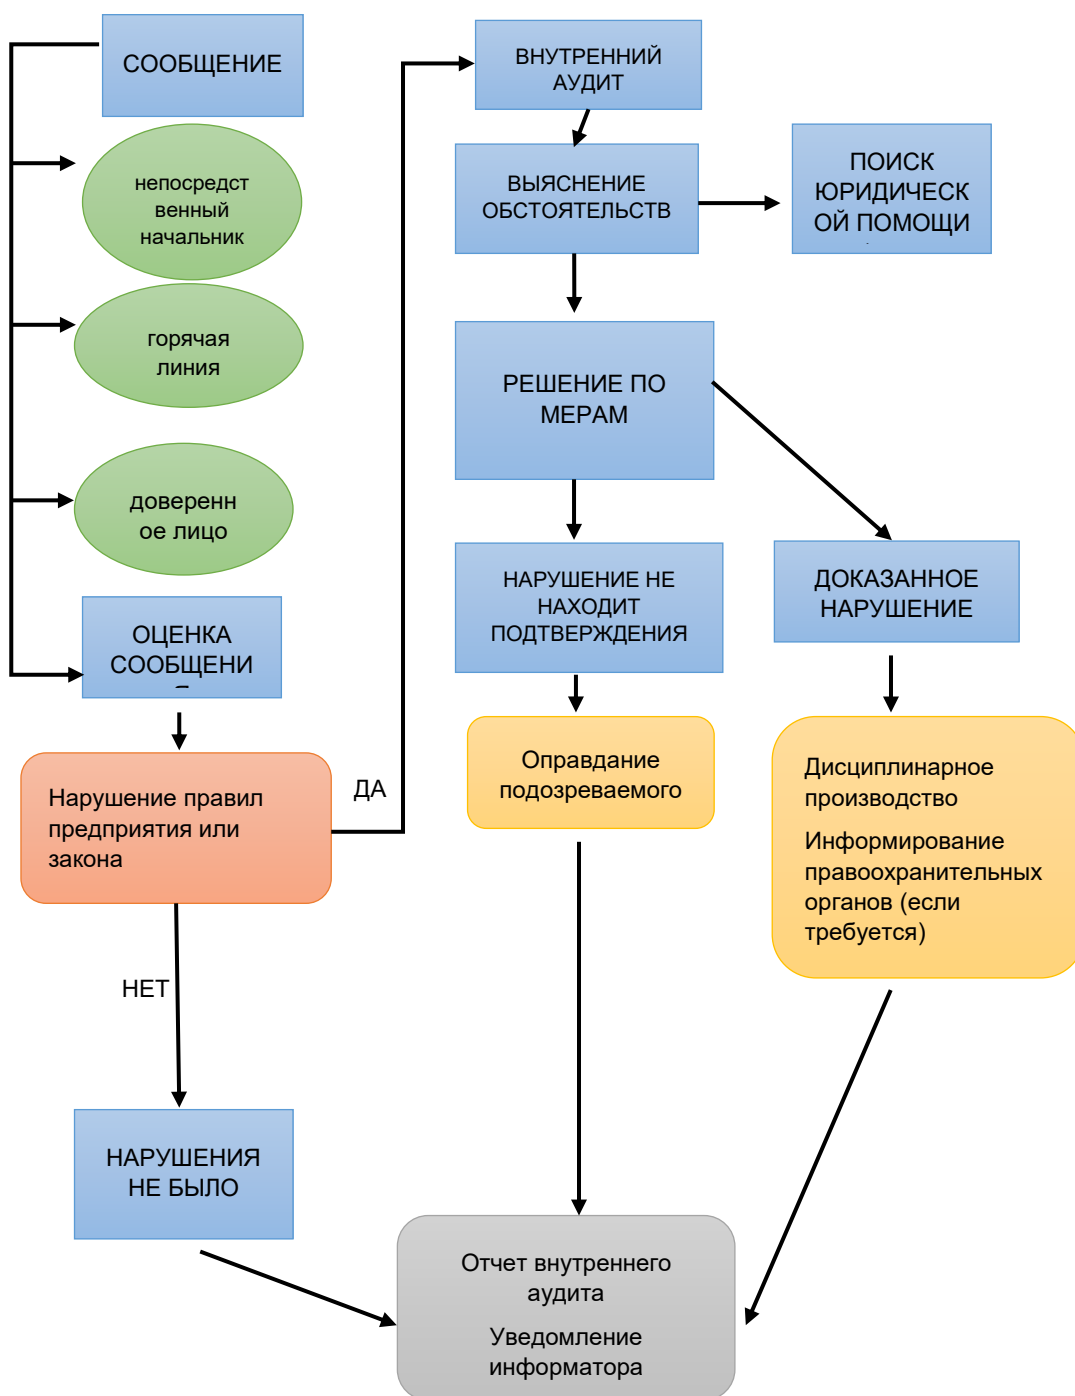 СООБЩЕНИЕ
непосредст
венный
начальник
горячая
линия
доверенн
ое лицо
ОЦЕНКА
СООБЩЕНИ
Нарушение правил
предприятия или
закона
ДА
НЕТ
НАРУШЕНИЯ
НЕ БЫЛО
ВНУТРЕННИЙ
АУДИТ
ВЫЯСНЕНИЕ
ОБСТОЯТЕЛЬСТВ
ПОИСК
ЮРИДИЧЕСК
ОЙ ПОМОЩИ
РЕШЕНИЕ ПО
МЕРАМ
НАРУШЕНИЕ НЕ
НАХОДИТ
ПОДТВЕРЖДЕНИЯ
ДОКАЗАННОЕ
НАРУШЕНИЕ
Оправдание
подозреваемого
Дисциплинарное
производство
Информирование
правоохранительных
органов (если
требуется)
Отчет внутреннего
аудита
Уведомление
информатора